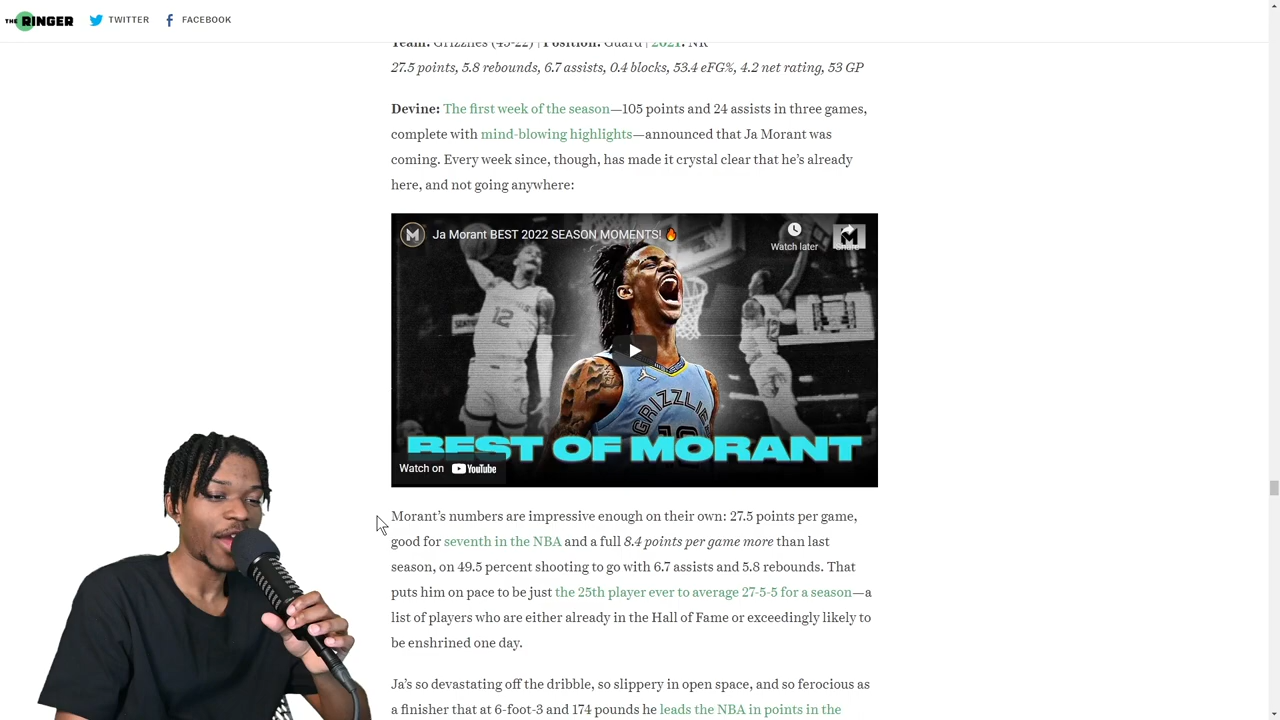 THE RINGER TWITTER FACEBOOK
Team: Grizzlies (45-22) | Position: Guard | 2021: NR
27.5 points, 5.8 rebounds, 6.7 assists, 0.4 blocks, 53.4 eFG%, 4.2 net rating, 53 GP
Devine: The first week of the season—105 points and 24 assists in three games,
complete with mind-blowing highlights—announced that Ja Morant was
coming. Every week since, though, has made it crystal clear that he's already
here, and not going anywhere:
M Ja Morant BEST 2022 SEASON MOMENTS!🔥
Watch later
Share
12
GRIZZLIES
BEST OF MORANT
Watch on YouTube
Morant's numbers are impressive enough on their own: 27.5 points per game,
good for seventh in the NBA and a full 8.4 points per game more than last
season, on 49.5 percent shooting to go with 6.7 assists and 5.8 rebounds. That
puts him on pace to be just the 25th player ever to average 27-5-5 for a season—a
list of players who are either already in the Hall of Fame or exceedingly likely to
be enshrined one day.
Ja's so devastating off the dribble, so slippery in open space, and so ferocious as
a finisher that at 6-foot-3 and 174 pounds he leads the NBA in points in the